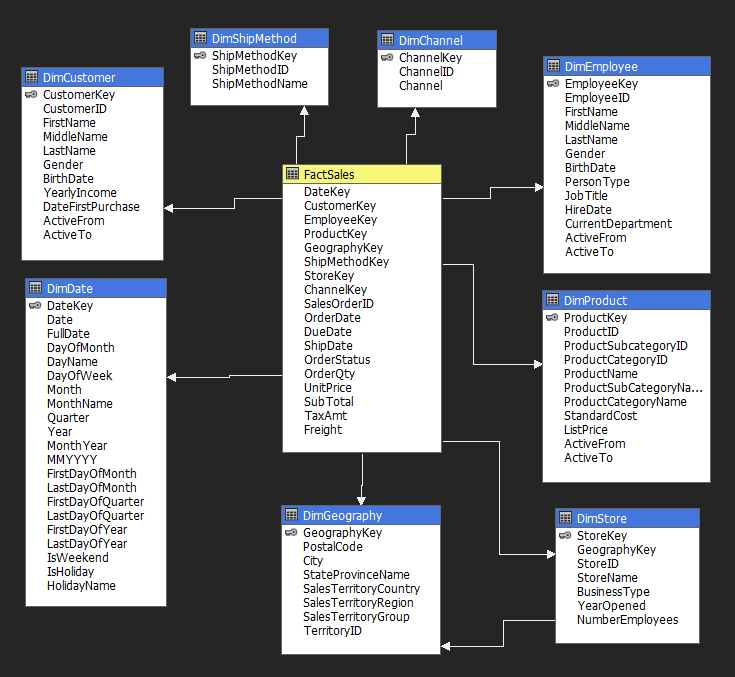 DimShipMethod
ShipMethodKey
ShipMethodID
ShipMethodName
DimChannel
ChannelKey
ChannelID
Channel
DimCustomer
CustomerKey
CustomerID
FirstName
MiddleName
LastName
Gender
BirthDate
YearlyIncome
DateFirstPurchase
ActiveFrom
ActiveTo
DimEmployee
EmployeeKey
EmployeeID
FirstName
MiddleName
LastName
Gender
BirthDate
PersonType
JobTitle
HireDate
CurrentDepartment
ActiveFrom
ActiveTo
FactSales
DateKey
CustomerKey
EmployeeKey
ProductKey
GeographyKey
ShipMethodKey
StoreKey
ChannelKey
SalesOrderID
OrderDate
DueDate
ShipDate
OrderStatus
OrderQty
UnitPrice
SubTotal
TaxAmt
Freight
DimDate
DateKey
Date
FullDate
DayOfMonth
DayName
DayOfWeek
Month
MonthName
Quarter
Year
MonthYear
MMYYYY
FirstDayOfMonth
LastDayOfMonth
FirstDayOfQuarter
LastDayOfQuarter
FirstDayOfYear
LastDayOfYear
IsWeekend
IsHoliday
HolidayName
DimProduct
ProductKey
ProductID
ProductSubcategoryID
ProductCategoryID
ProductName
ProductSubCategoryNa...
ProductCategoryName
StandardCost
ListPrice
ActiveFrom
ActiveTo
DimGeography
GeographyKey
PostalCode
City
StateProvinceName
SalesTerritoryCountry
SalesTerritoryRegion
SalesTerritoryGroup
TerritoryID
DimStore
StoreKey
GeographyKey
StoreID
StoreName
BusinessType
YearOpened
NumberEmployees